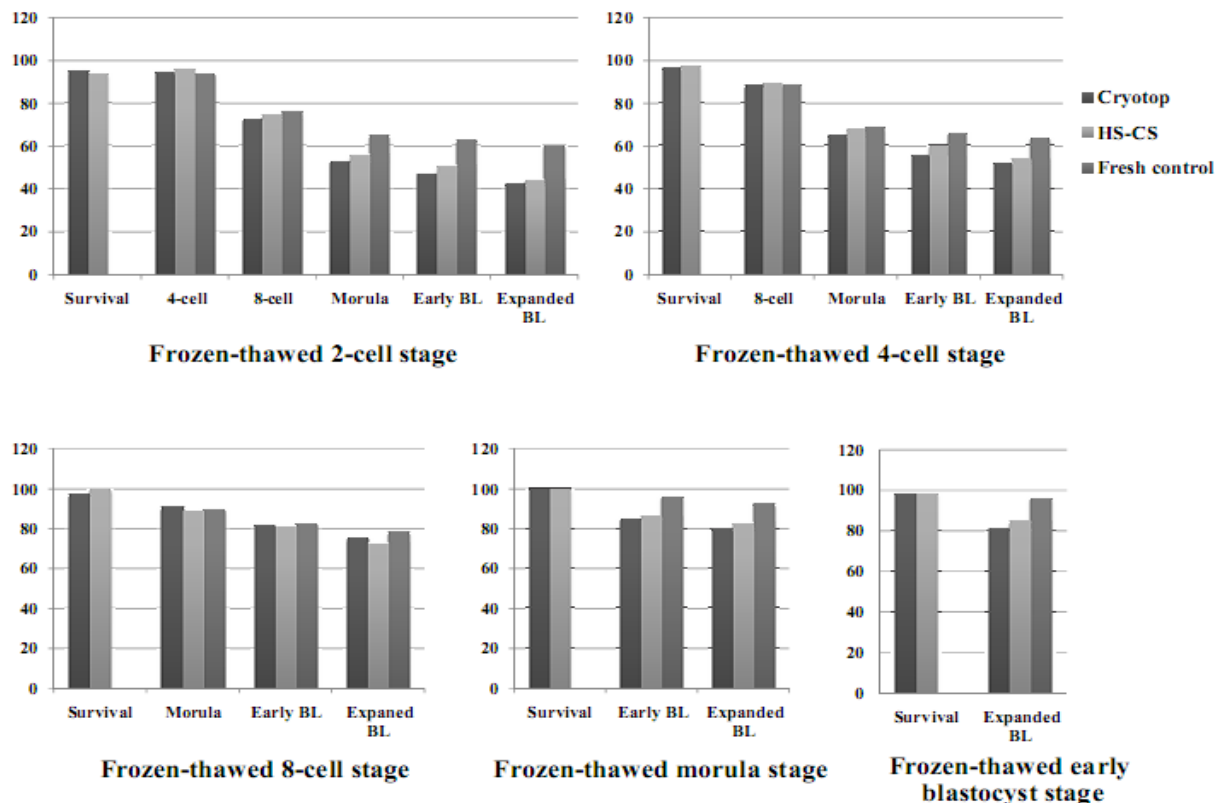 120
100
80
60
40
20
0
Survival 4-cell 8-cell Morula Early BL Expanded
BL
Frozen-thawed 2-cell stage
120
100
80
60
40
20
0
Survival 8-cell Morula Early BL Expanded
BL
Frozen-thawed 4-cell stage
Cryotop
HS-CS
Fresh control
120
100
80
60
40
20
0
Survival Morula Early BL Expaned
BL
Frozen-thawed 8-cell stage
120
100
80
60
40
20
0
Survival Early BL Expanded
BL
Frozen-thawed morula stage
120
100
80
60
40
20
0
Survival Expanded
BL
Frozen-thawed early
blastocyst stage